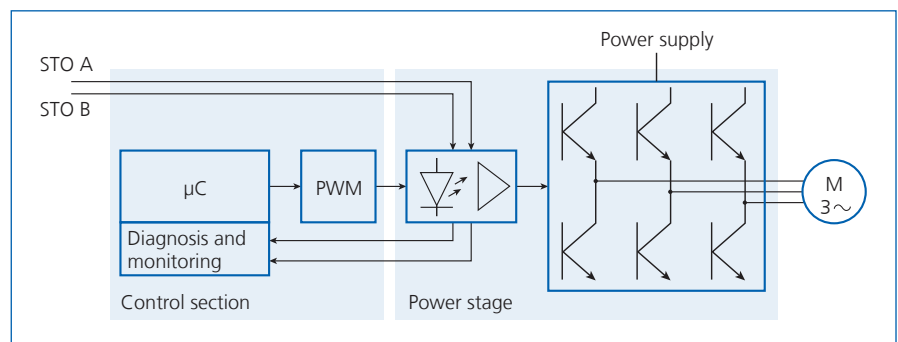 Power supply
STO A
STO B
µC
PWM
M
3~
Diagnosis and
monitoring
Control section
Power stage